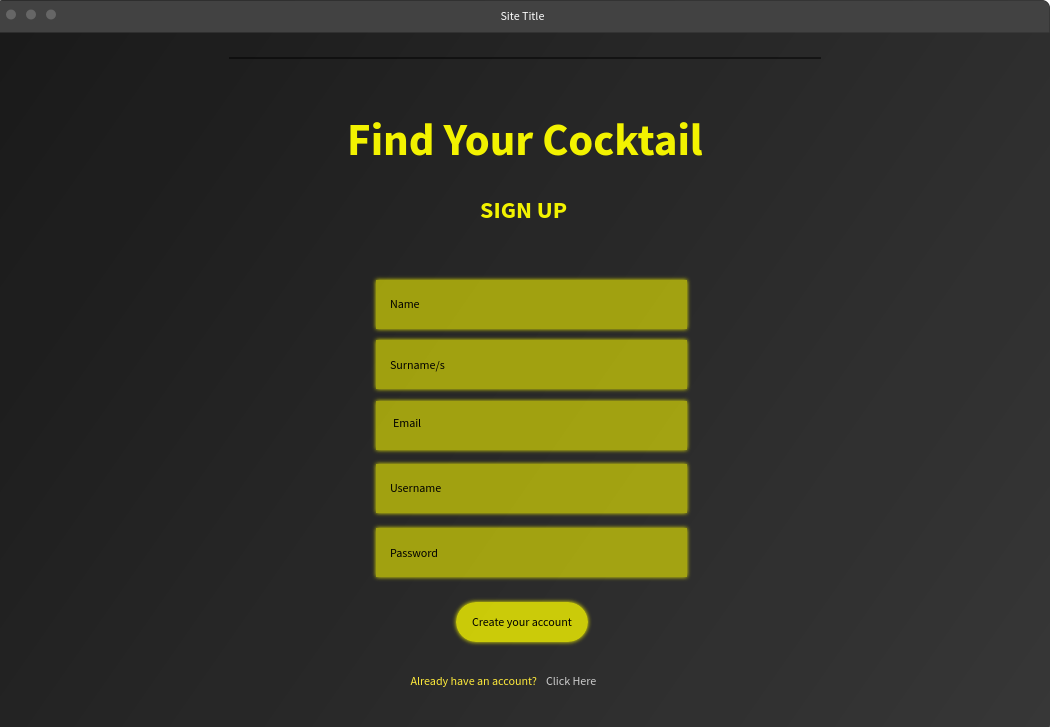 Site Title
Find Your Cocktail
SIGN UP
Name
Surname/s
Email
Username
Password
Create your account
Already have an account? Click Here